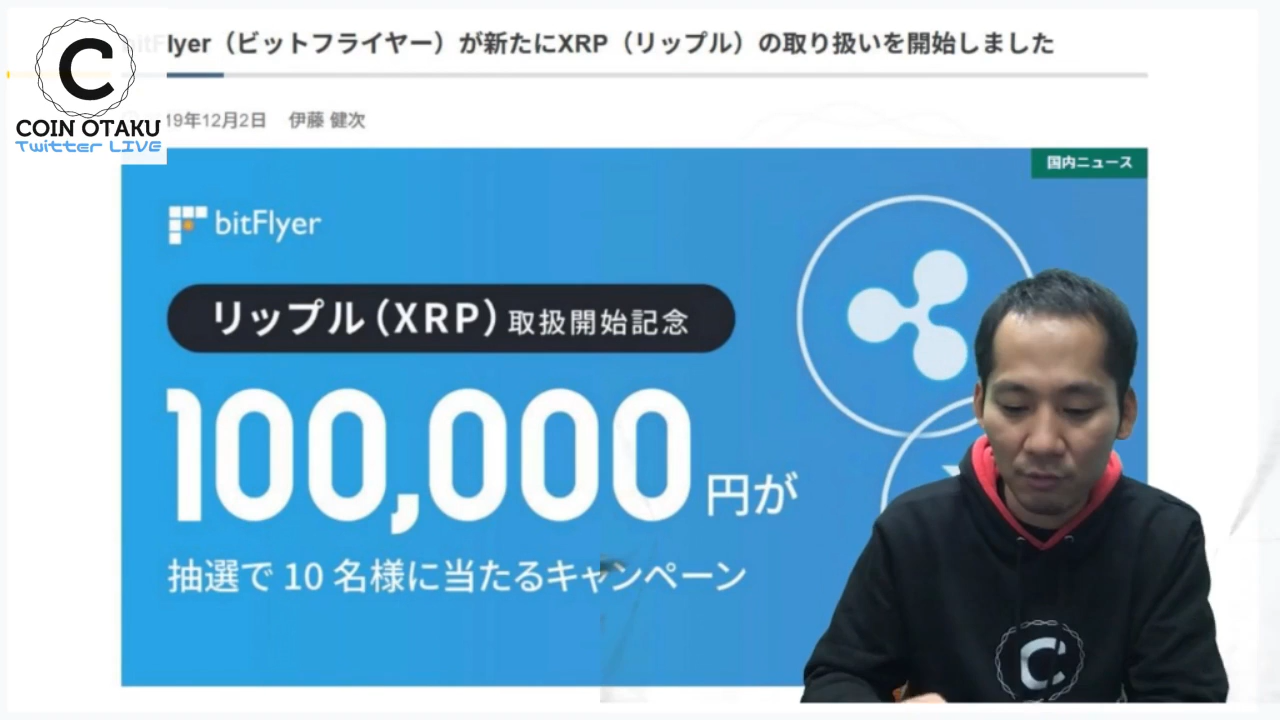 bitFlyer（ビットフライヤー）が新たにXRP（リップル）の取り扱いを開始しました
C
COIN OTAKU
Twitter LIVE
19年12月2日 伊藤 健次
国内ニュース
bitFlyer
リップル（XRP）取扱開始記念
100,000円が
抽選で10名様に当たるキャンペーン
C